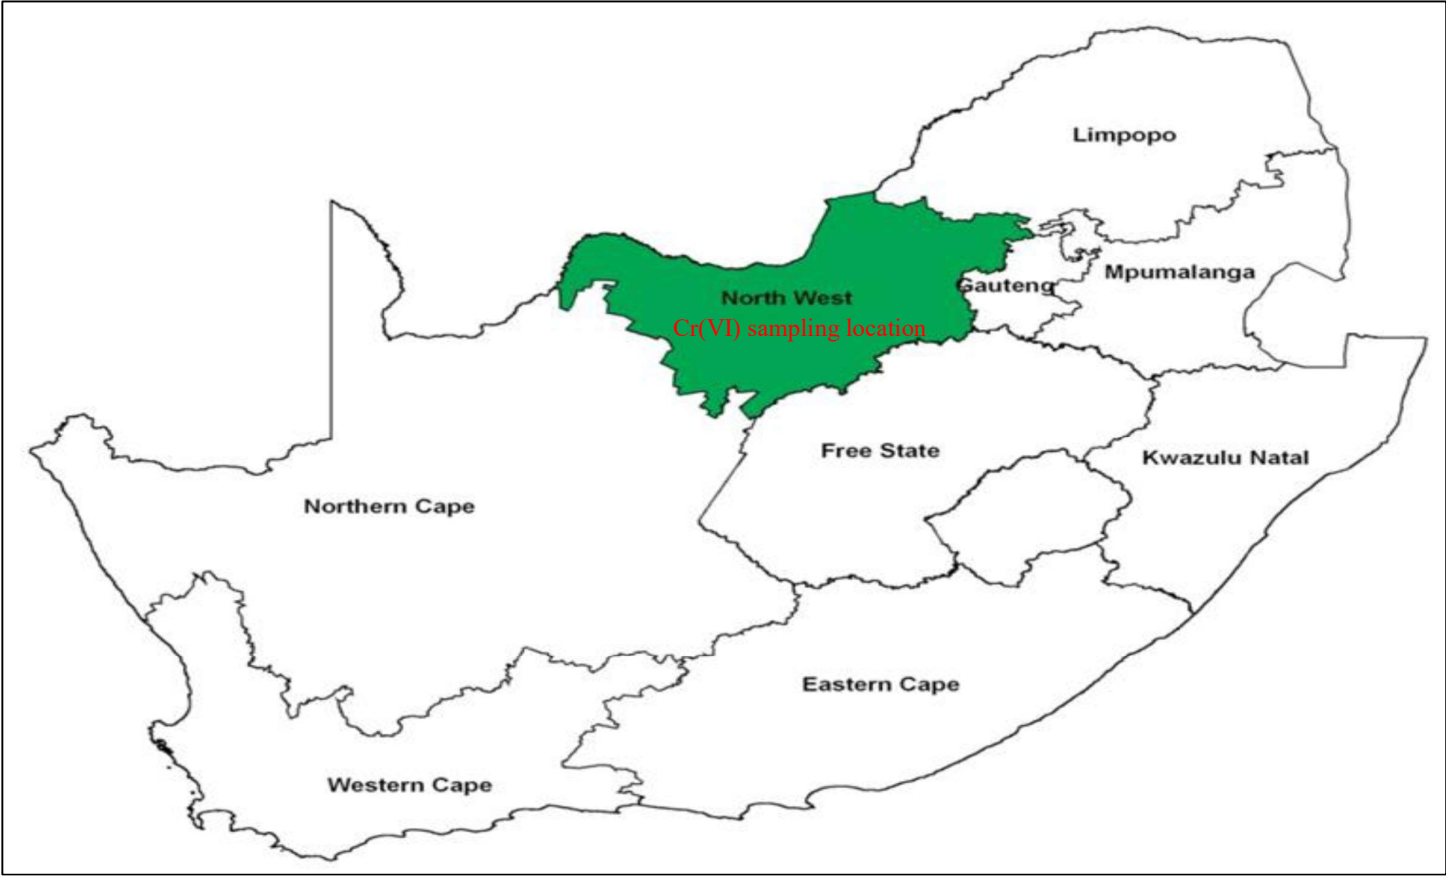 Limpopo
Mpumalanga
Gauteng
North West
Cr(VI) sampling location
Free State
Kwazulu Natal
Northern Cape
Eastern Cape
Western Cape